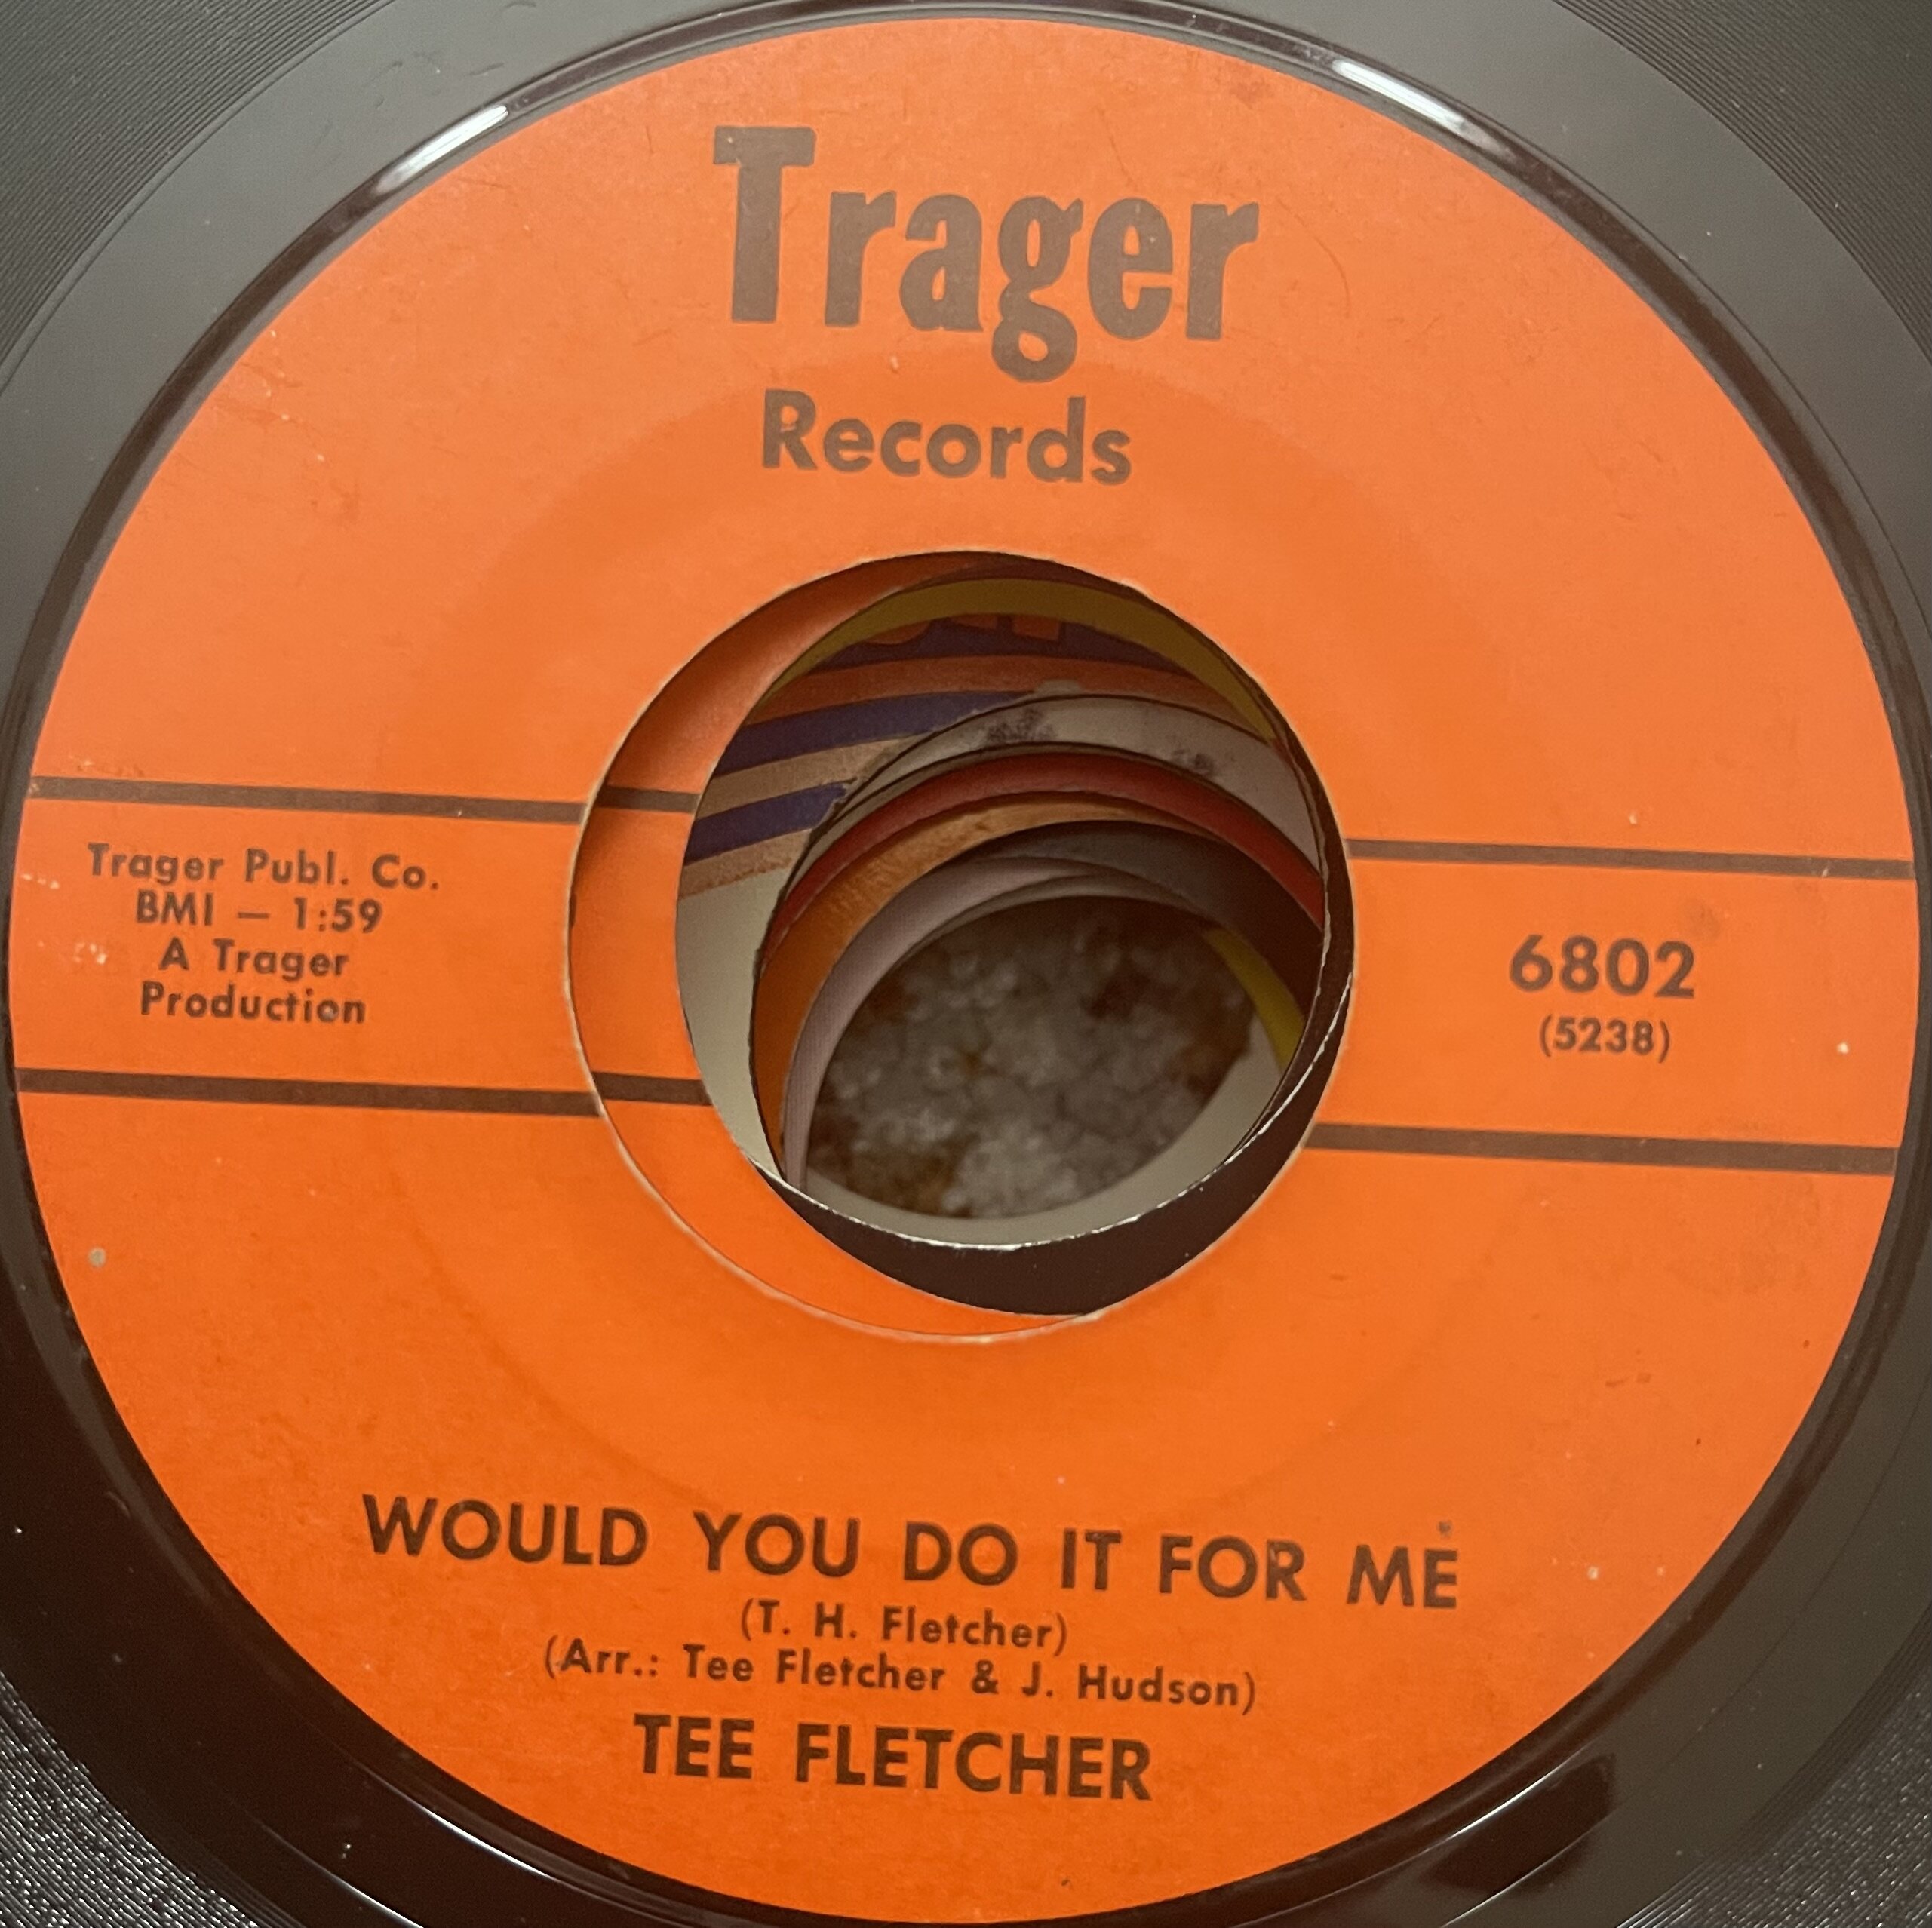 Trager
Records
Trager Publ. Co.
BMI — 1:59
A Trager
Production
6802
(5238)
WOULD YOU DO IT FOR ME
(T. H. Fletcher)
(Arr.: Tee Fletcher & J. Hudson)
TEE FLETCHER